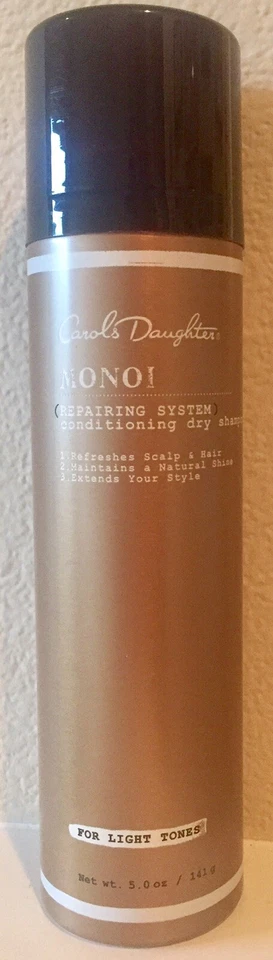 Carol's Daughter
MONOI
(REPAIRING SYSTEM)
conditioning dry
1.Refreshes Scalp & Hair
2.Maintains a Natural Shine
3.Extends Your Style
FOR LIGHT TONES
Net wt. 5.0 oz / 141 g